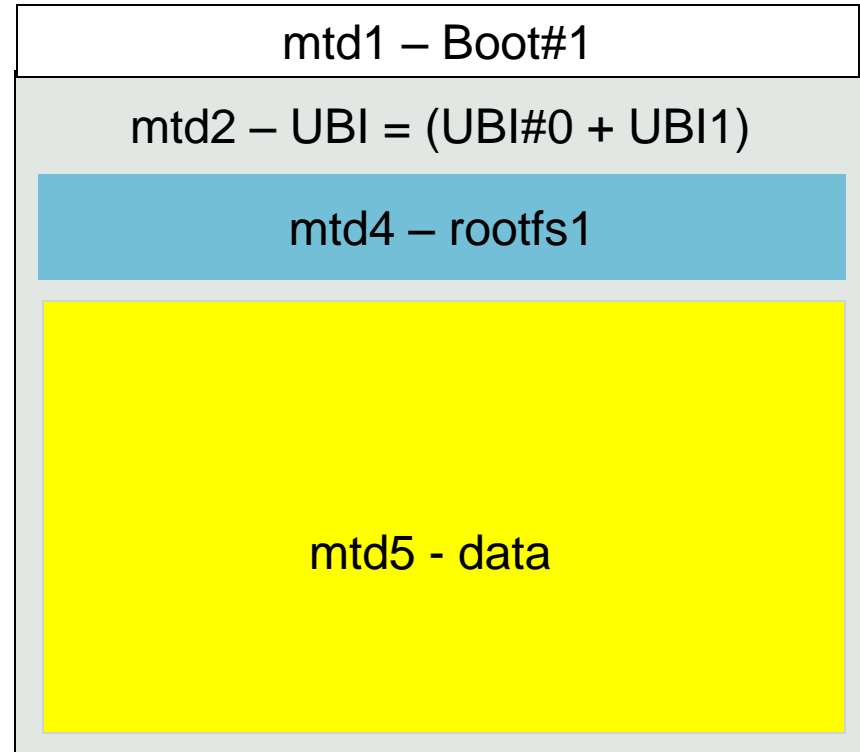 mtd1 – Boot#1
mtd2 – UBI = (UBI#0 + UBI1)
mtd4 – rootfs1
mtd5 - data